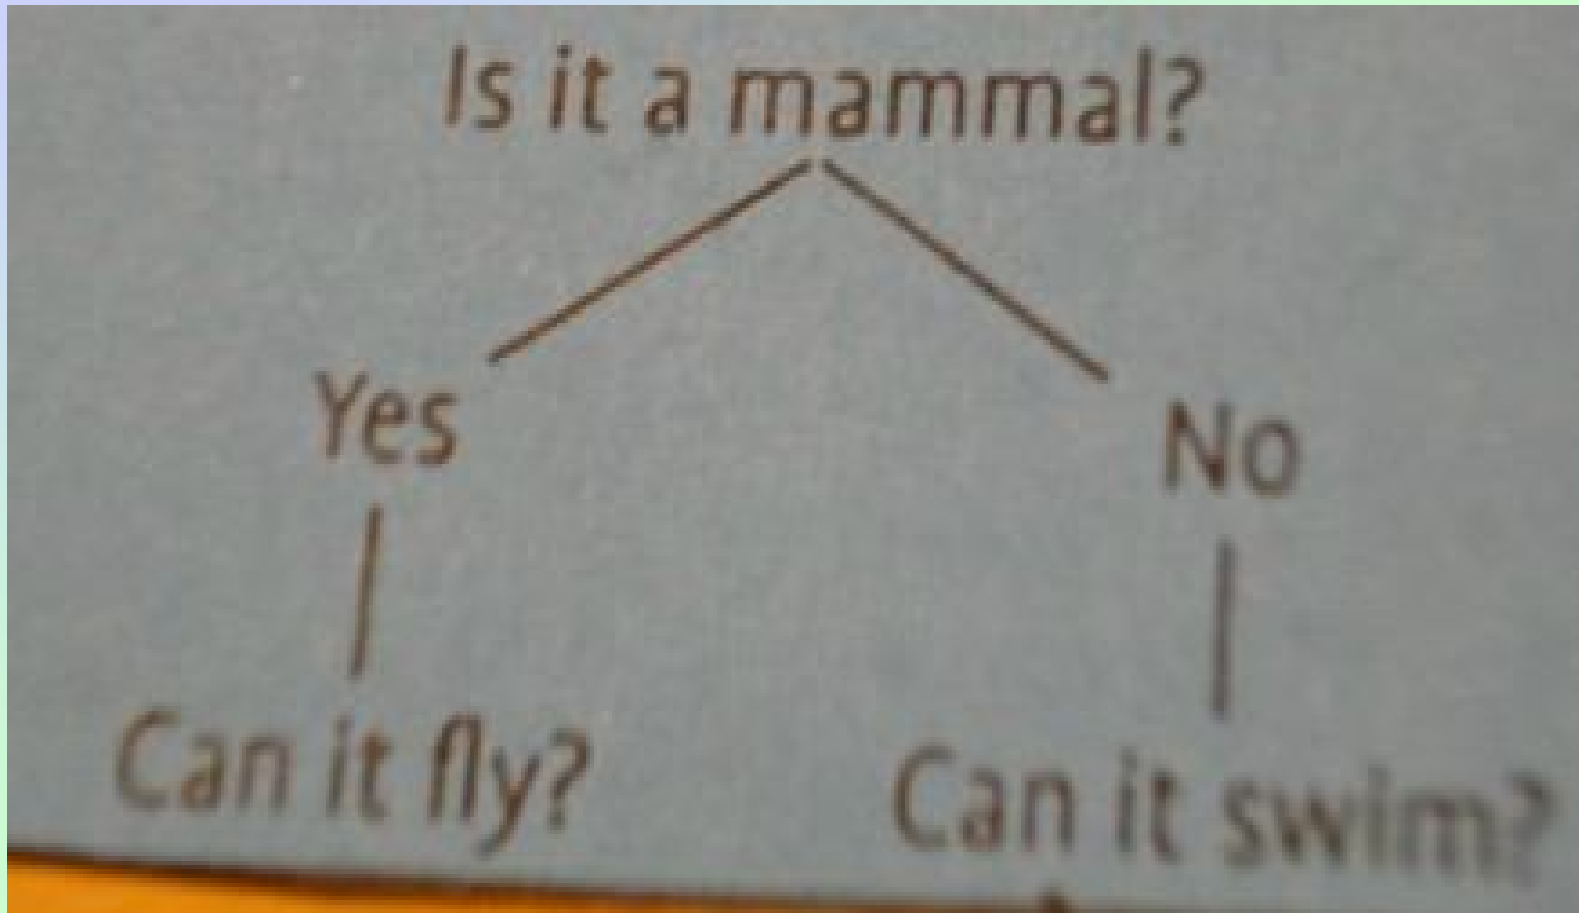 Is it a mammal?
Yes
No
Can it fly?
Can it swim?